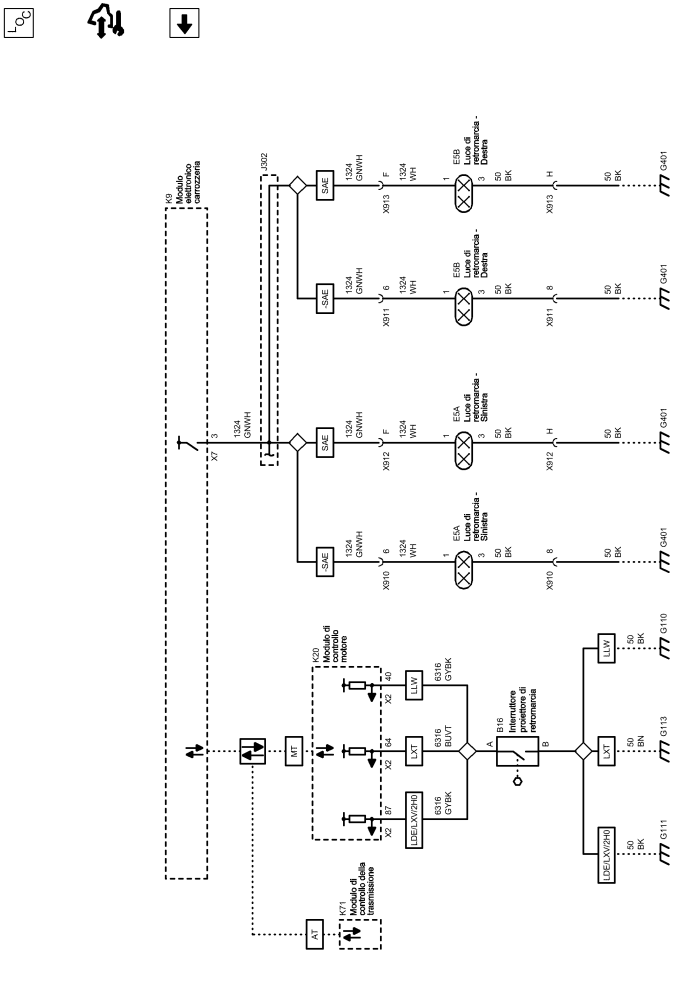 LOC
K9
Modulo
elettronico
carrozzeria
X7
3
1324
GNWH
J302
-SAE
1324
GNWH
X910
6
1324
WH
1
E5A
Luce di
retromarcia -
Sinistra
3
50
BK
X910
8
50
BK
G401
SAE
1324
GNWH
X912
F
1324
WH
1
E5A
Luce di
retromarcia -
Sinistra
3
50
BK
X912
H
50
BK
G401
-SAE
1324
GNWH
X911
6
1324
WH
1
E5B
Luce di
retromarcia -
Destra
3
50
BK
X911
8
50
BK
G401
SAE
1324
GNWH
X913
F
1324
WH
1
E5B
Luce di
retromarcia -
Destra
3
50
BK
X913
H
50
BK
G401
AT
K71
Modulo di
controllo della
trasmissione
MT
K20
Modulo di
controllo
motore
X2
87
X2
64
X2
40
LDE/LXV/2H0
LXT
LLW
6316
GYBK
6316
BUVT
6316
GYBK
A
B16
Interruttore
proiettore di
retromarcia
B
LDE/LXV/2H0
LXT
LLW
50
BK
G111
50
BN
G113
50
BK
G110